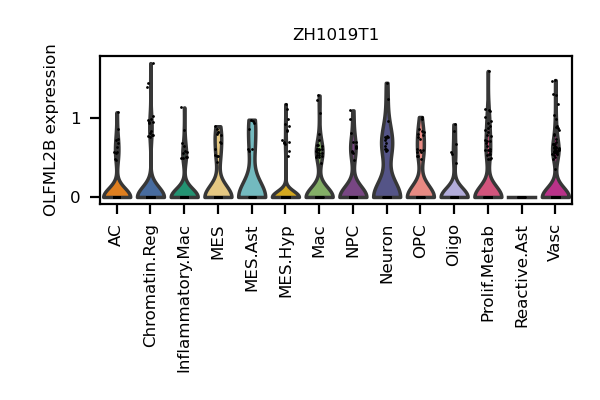 ZH1019T1
OLFML2B expression
1
0
AC
Chromatin.Reg
Inflammatory.Mac
MES
MES.Ast
MES.Hyp
Mac
NPC
Neuron
OPC
Oligo
Prolif.Metab
Reactive.Ast
Vasc